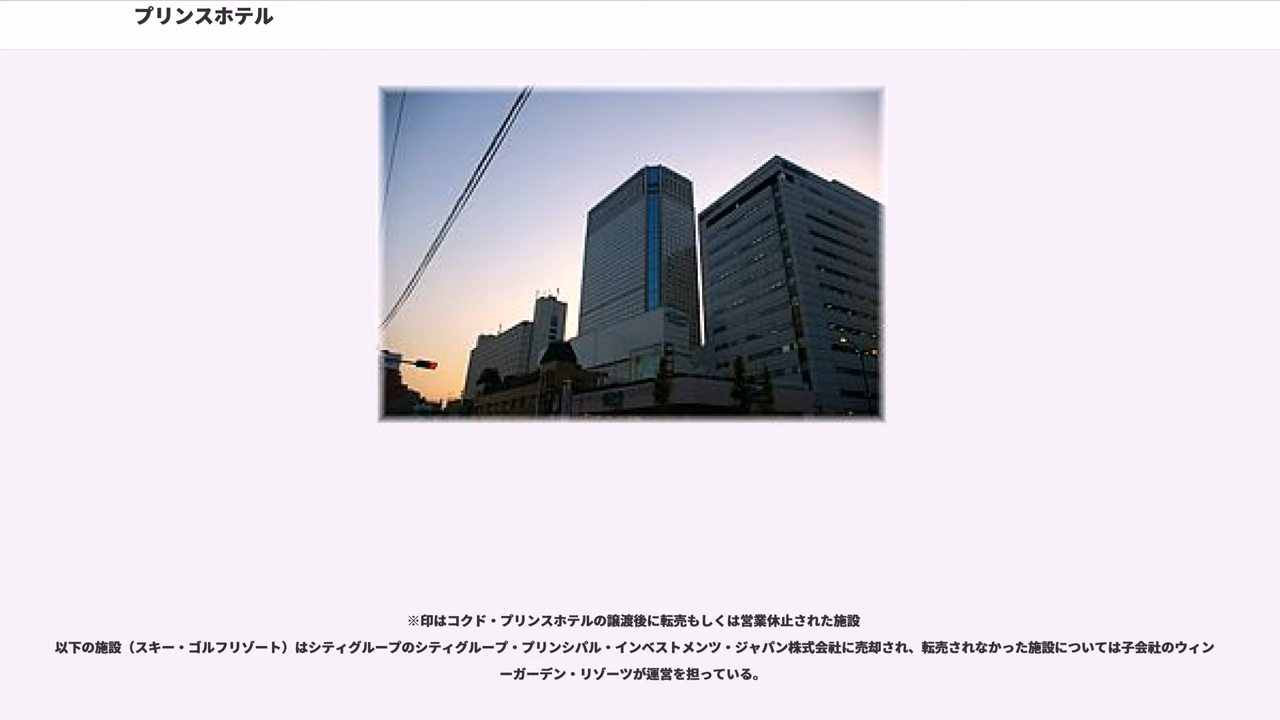 プリンスホテル
※印はコクド・プリンスホテルの譲渡後に転売もしくは営業休止された施設
以下の施設（スキー・ゴルフリゾート）はシティグループのシティグループ・プリンシパル・インベストメンツ・ジャパン株式会社に売却され、転売されなかった施設については子会社のウィン
ーガーデン・リゾーツが運営を担っている。